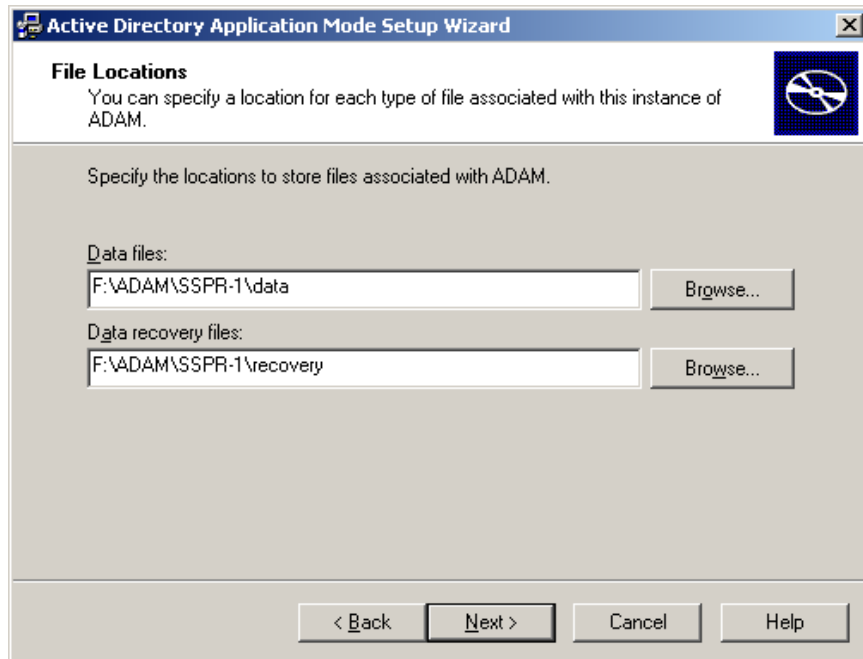 Active Directory Application Mode Setup Wizard
File Locations
You can specify a location for each type of file associated with this instance of
ADAM.
Specify the locations to store files associated with ADAM.
Data files:
F:\ADAM\SSPR-1\data
Browse...
Data recovery files:
F:\ADAM\SSPR-1\recovery
Browse...
< Back
Next >
Cancel
Help